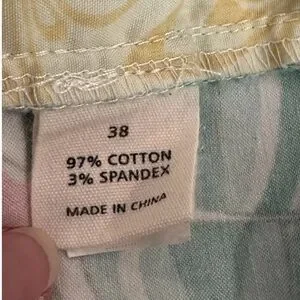 38
97% COTTON
3% SPANDEX
MADE IN CHINA